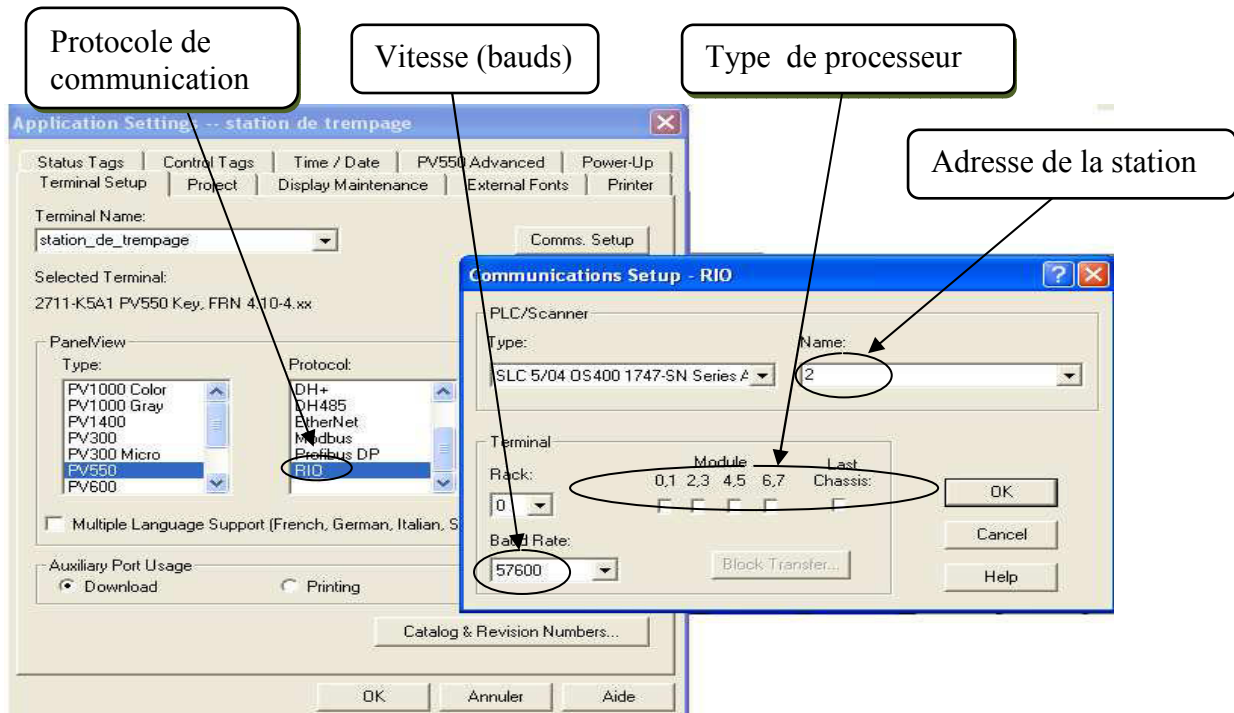 Protocole de
communication
Vitesse (bauds)
Type de processeur
Adresse de la station
Application Settings -- station de trempage
Status Tags
Control Tags
Time / Date
PV550 Advanced
Power-Up
Terminal Setup
Project
Display Maintenance
External Fonts
Printer
Terminal Name:
station_de_trempage
Comms. Setup
Selected Terminal:
2711-K5A1 PV550 Key, FRN 4.10-4.xx
PanelView
Type:
PV1000 Color
PV1000 Gray
PV1400
PV300
PV300 Micro
PV550
PV600
Protocol:
DH+
DH485
EtherNet
Modbus
Profibus DP
RIO
Multiple Language Support (French, German, Italian, S
Auxiliary Port Usage
Download
Printing
Catalog & Revision Numbers...
OK
Annuler
Aide
Communications Setup - RIO
PLC/Scanner
Type:
SLC 5/04 OS400 1747-SN Series A
Name:
2
Terminal
Rack:
0
Module
0,1 2,3 4,5 6,7
Last
Chassis:
Baud Rate:
57600
Block Transfer...
OK
Cancel
Help